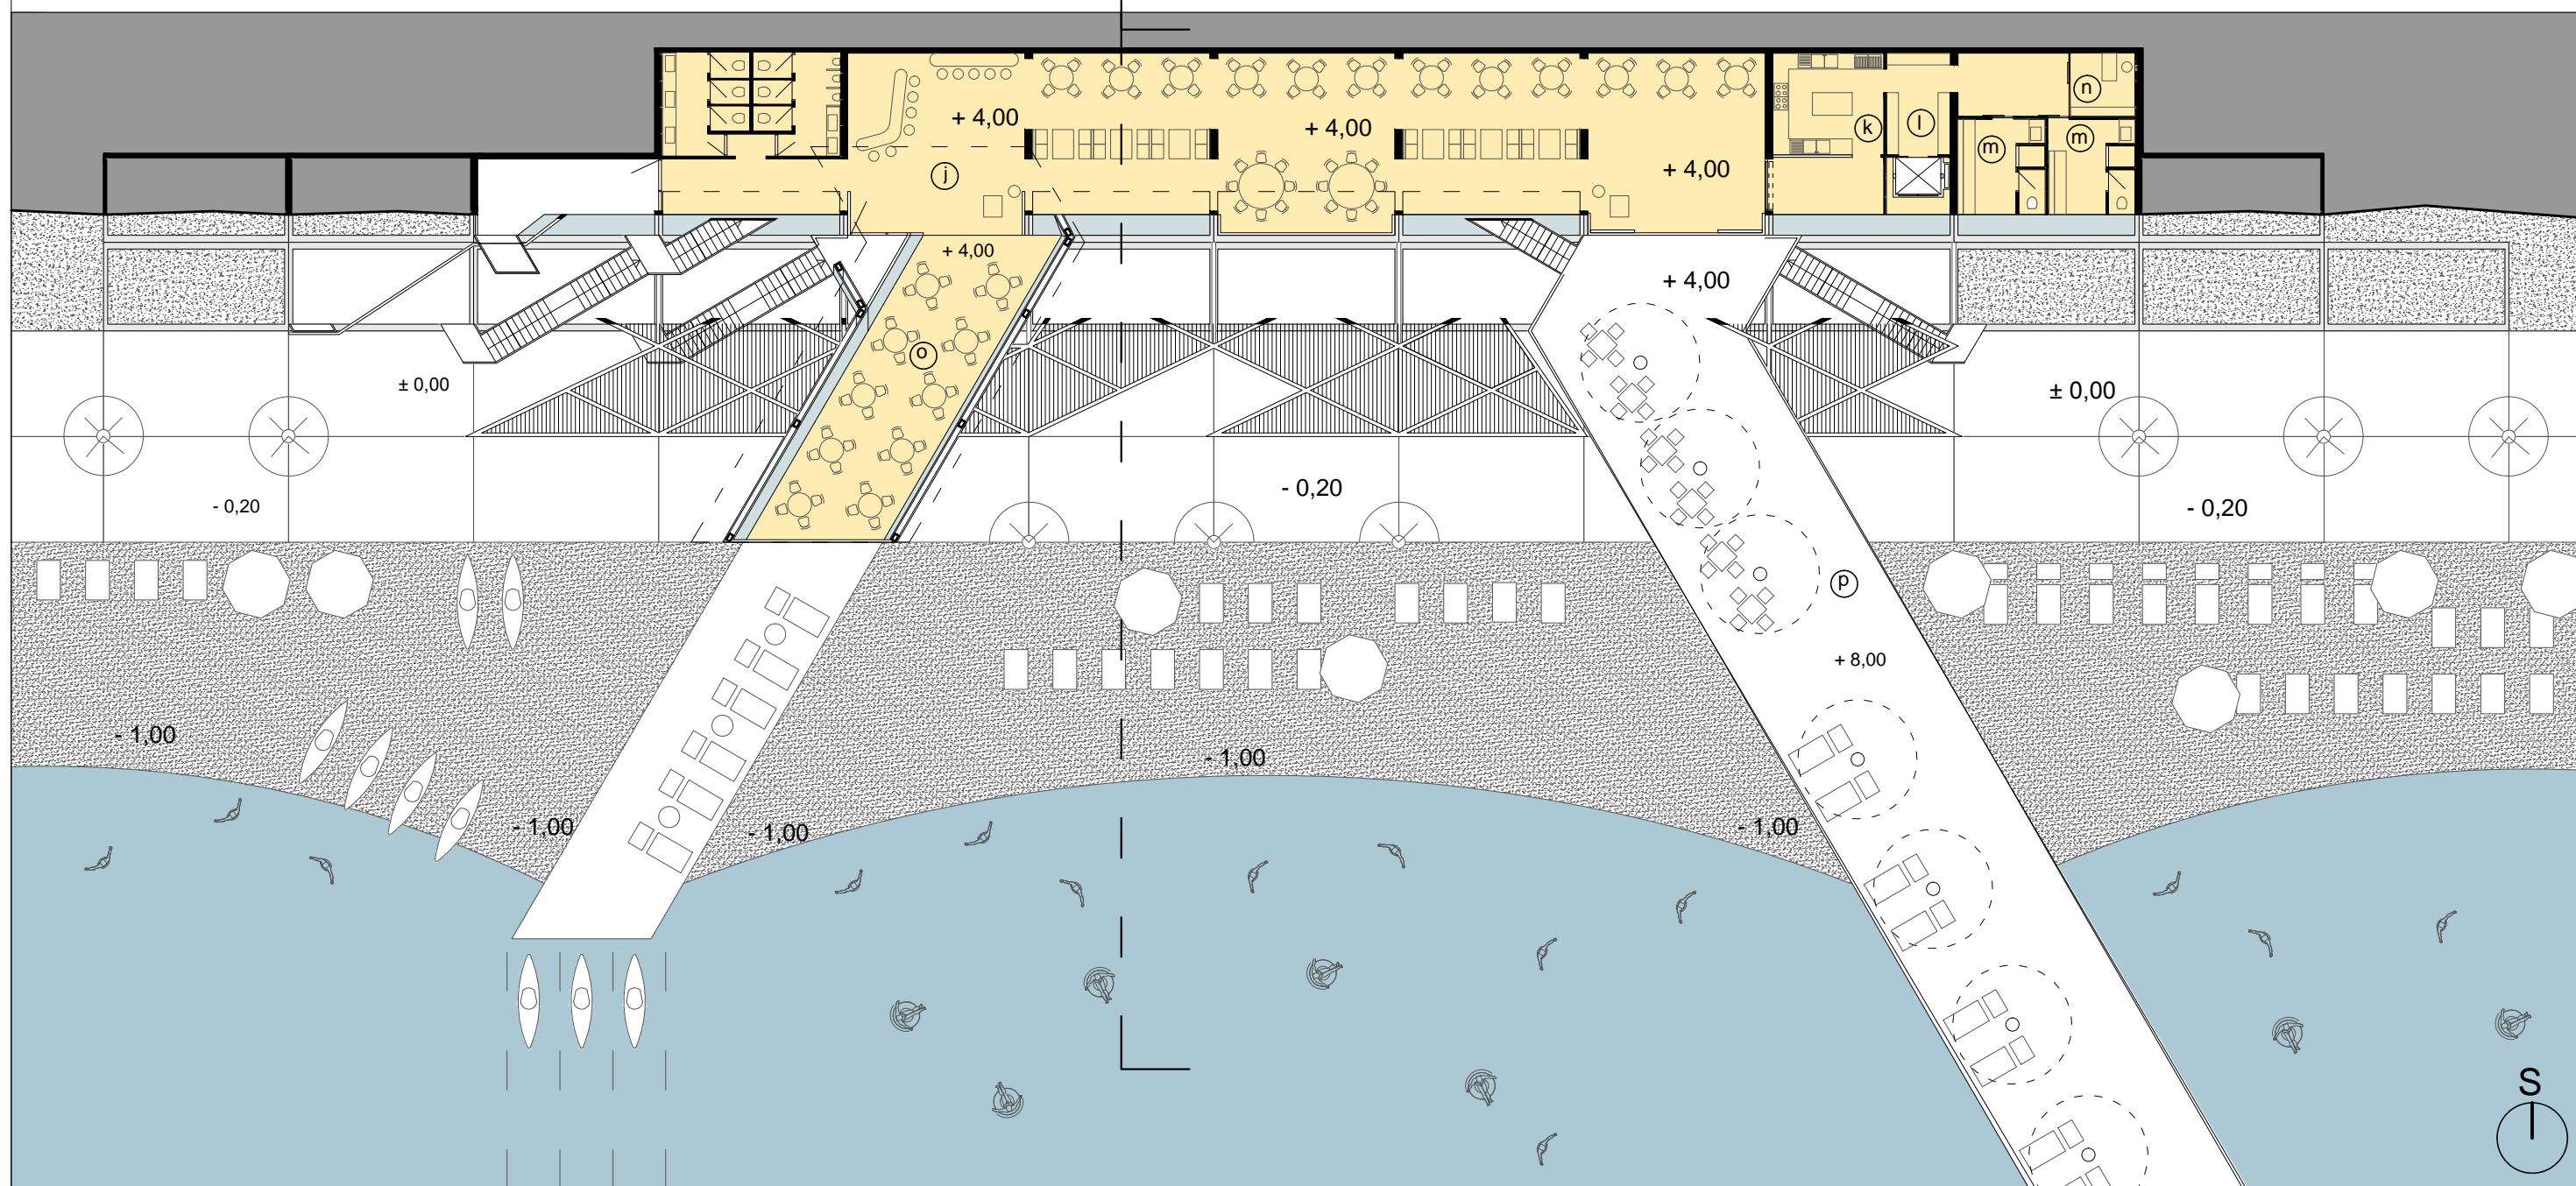 n
+ 4,00
+ 4,00
k
l
m
m
+ 4,00
j
+ 4,00
+ 4,00
o
± 0,00
± 0,00
- 0,20
- 0,20
- 0,20
p
+ 8,00
- 1,00
- 1,00
- 1,00
- 1,00
- 1,00
S